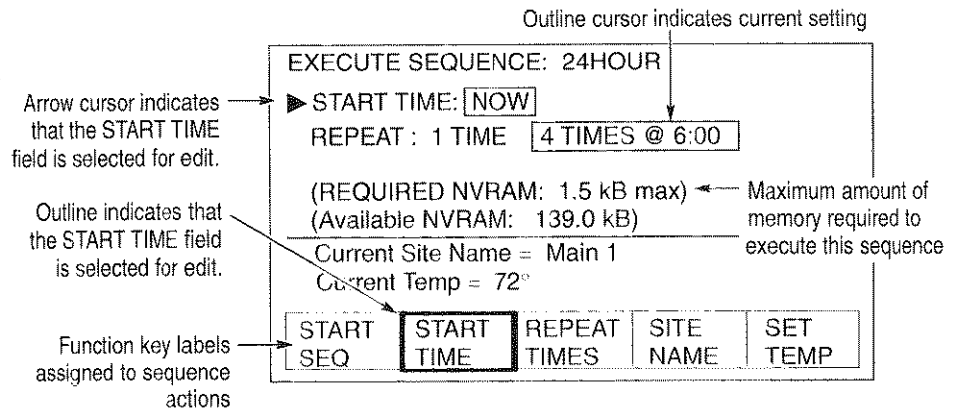 Outline cursor indicates current setting
EXECUTE SEQUENCE: 24HOUR
Arrow cursor indicates
that the START TIME
field is selected for edit.
START TIME: NOW
REPEAT : 1 TIME 4 TIMES @ 6:00
(REQUIRED NVRAM: 1.5 kB max)
(Available NVRAM: 139.0 kB)
Maximum amount of
memory required to
execute this sequence
Outline indicates that
the START TIME field
is selected for edit.
Current Site Name = Main 1
Current Temp = 72°
Function key labels
assigned to sequence
actions
START SEQ
START TIME
REPEAT TIMES
SITE NAME
SET TEMP